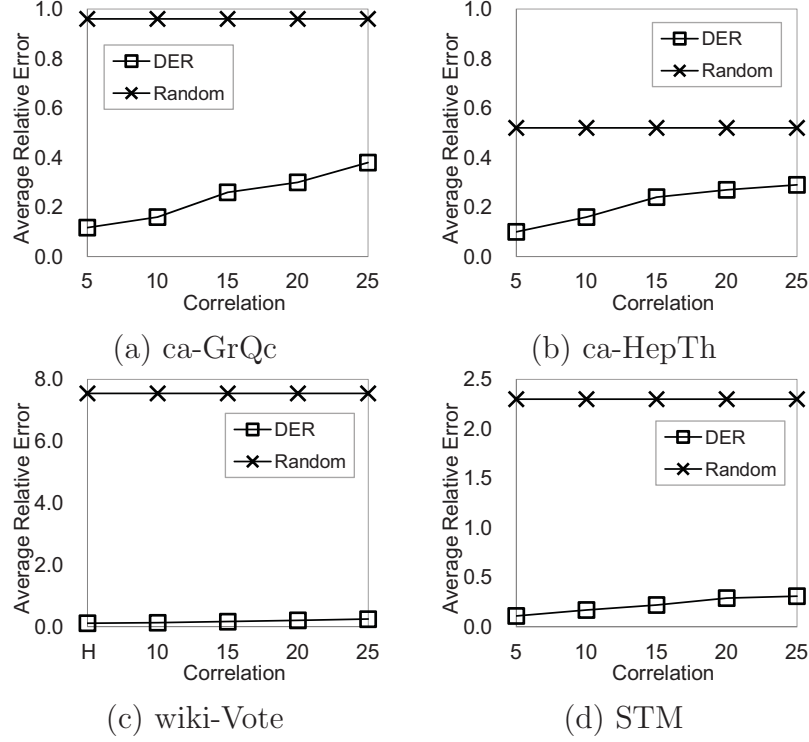 Average Relative Error
1.0
0.8
0.6
0.4
0.2
0.0
DER
Random
5 10 15 20 25
Correlation
(a) ca-GrQc
Average Relative Error
1.0
0.8
0.6
0.4
0.2
0.0
DER
Random
5 10 15 20 25
Correlation
(b) ca-HepTh
Average Relative Error
8.0
6.0
4.0
2.0
0.0
DER
Random
H 10 15 20 25
Correlation
(c) wiki-Vote
Average Relative Error
2.5
2.0
1.5
1.0
0.5
0.0
DER
Random
5 10 15 20 25
Correlation
(d) STM